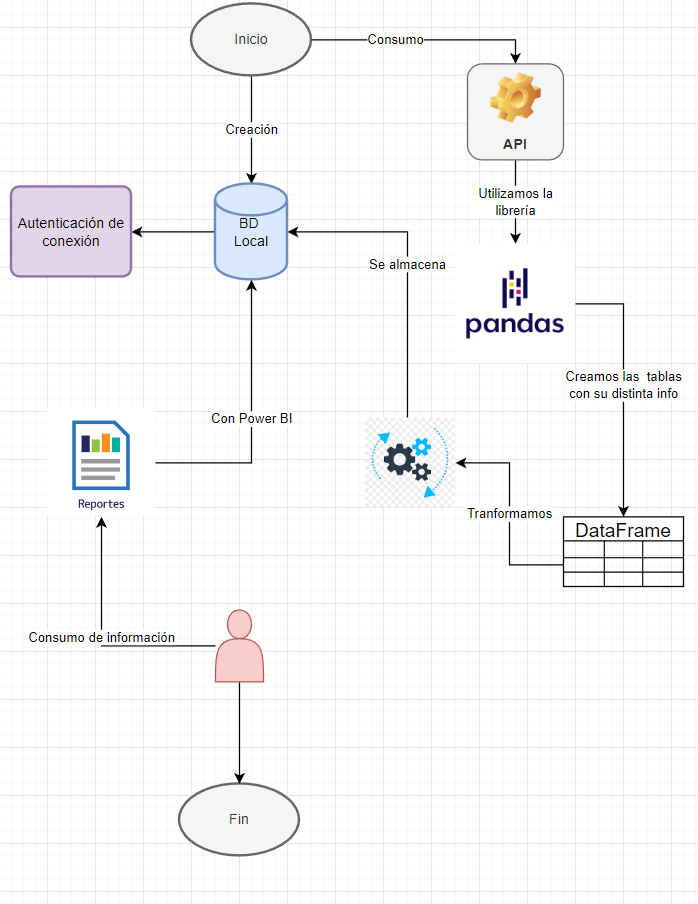 Inicio
Consumo
API
Creación
Utilizamos la
librería
Autenticación de
conexión
BD
Local
Se almacena
pandas
Creamos las tablas
con su distinta info
Con Power BI
Reportes
Tranformamos
DataFrame
Consumo de información
Fin